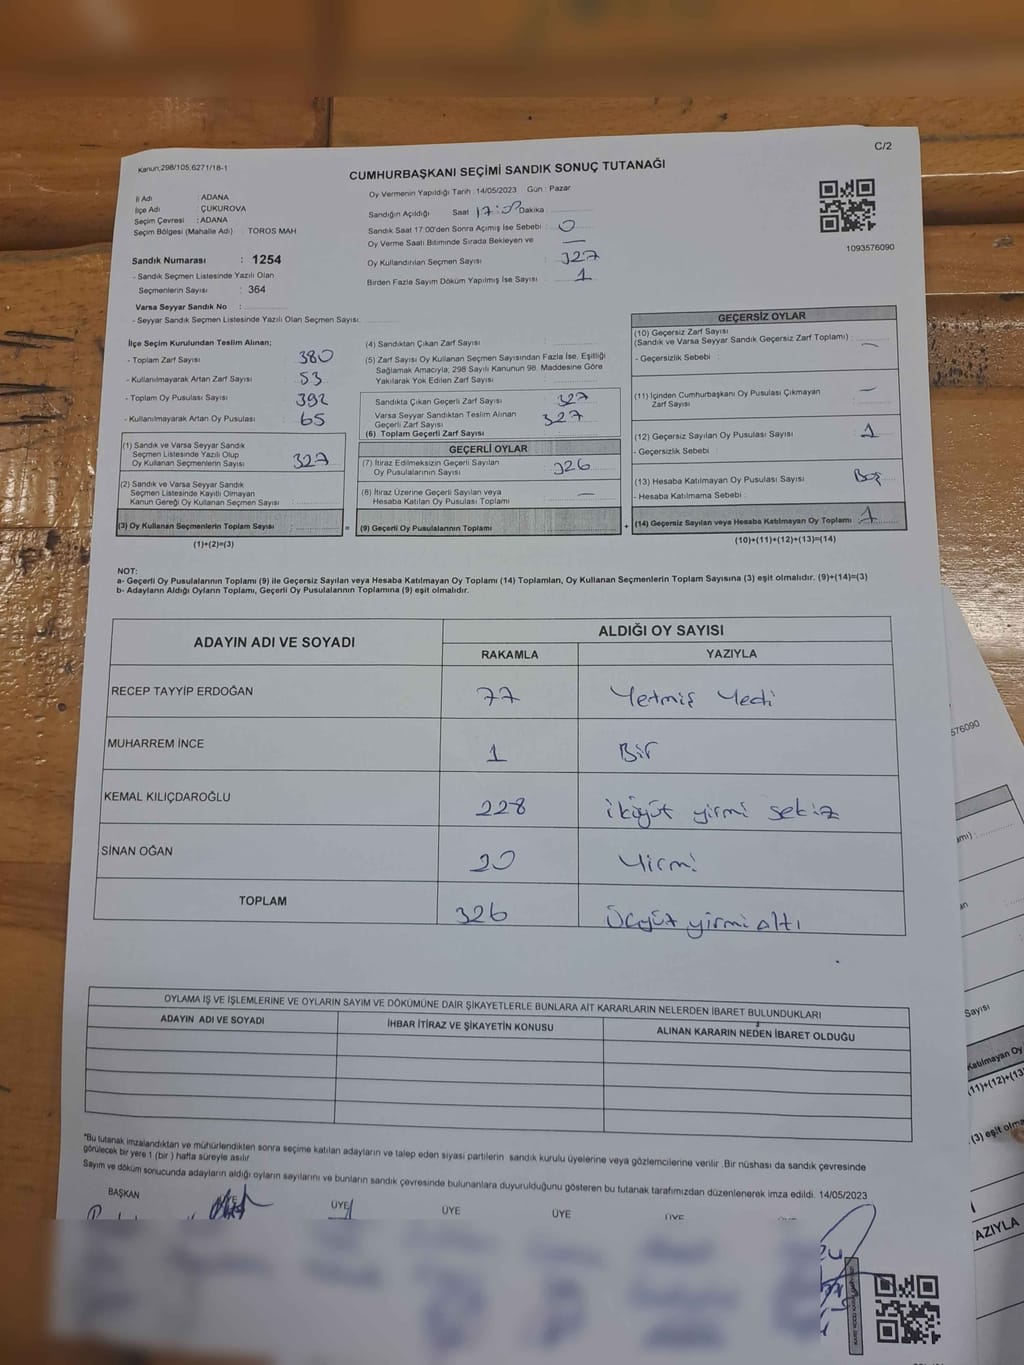 C/2
Kanun,298/105,6271/18-1
CUMHURBAŞKANI SEÇİMİ SANDIK SONUÇ TUTANAĞI
İl Adı : ADANA
İlçe Adı : ÇUKUROVA
Seçim Çevresi : ADANA
Seçim Bölgesi (Mahalle Adı) : TOROS MAH
Sandık Numarası : 1254
- Sandık Seçmen Listesinde Yazılı Olan
Seçmenlerin Sayısı : 364
Varsa Seyyar Sandık No :
- Seyyar Sandık Seçmen Listesinde Yazılı Olan Seçmen Sayısı:
Oy Vermenin Yapıldığı Tarih : 14/05/2023 Gün : Pazar
Sandığın Açıldığı Saat 17: Dakika
Sandık Saat 17:00'den Sonra Açımış İse Sebebi : 0
Oy Verme Saati Bitiminde Sırada Bekleyen ve —
Oy Kullandırılan Seçmen Sayısı 327
Birden Fazla Sayım Döküm Yapılmış İse Sayısı 1
1093576090
İlçe Seçim Kurulundan Teslim Alınan;
- Toplam Zarf Sayısı 380
- Kullanılmayarak Artan Zarf Sayısı 53
- Toplam Oy Pusulası Sayısı 392
- Kullanılmayarak Artan Oy Pusulası 65
(1) Sandık ve Varsa Seyyar Sandık
Seçmen Listesinde Yazılı Olup
Oy Kullanan Seçmenlerin Sayısı 327
(2) Sandık ve Varsa Seyyar Sandık
Seçmen Listesinde Kayıtlı Olmayan
Kanun Gereği Oy Kullanan Seçmen Sayısı
(3) Oy Kullanan Seçmenlerin Toplam Sayısı =
(1)+(2)=(3)
(4) Sandıktan Çıkan Zarf Sayısı
(5) Zarf Sayısı Oy Kullanan Seçmen Sayısından Fazla İse, Eşitliği
Sağlamak Amacıyla; 298 Sayılı Kanunun 98. Maddesine Göre
Yakılarak Yok Edilen Zarf Sayısı
Sandıkta Çıkan Geçerli Zarf Sayısı 327
Varsa Seyyar Sandıktan Teslim Alınan
Geçerli Zarf Sayısı 327
(6) Toplam Geçerli Zarf Sayısı
GEÇERLİ OYLAR
(7) İtiraz Edilmeksizin Geçerli Sayılan
Oy Pusulalarının Sayısı 326
(8) İtiraz Üzerine Geçerli Sayılan veya
Hesaba Katılan Oy Pusulası Toplamı —
(9) Geçerli Oy Pusulalarının Toplamı +
GEÇERSİZ OYLAR
(10) Geçersiz Zarf Sayısı
(Sandık ve Varsa Seyyar Sandık Geçersiz Zarf Toplamı) : —
- Geçersizlik Sebebi
(11) İçinden Cumhurbaşkanı Oy Pusulası Çıkmayan —
Zarf Sayısı
(12) Geçersiz Sayılan Oy Pusulası Sayısı 1
- Geçersizlik Sebebi
(13) Hesaba Katılmayan Oy Pusulası Sayısı Boş
- Hesaba Katılmama Sebebi
(14) Geçersiz Sayılan veya Hesaba Katılmayan Oy Toplamı 1
(10)+(11)+(12)+(13)=(14)
NOT:
a- Geçerli Oy Pusulalarının Toplamı (9) ile Geçersiz Sayılan veya Hesaba Katılmayan Oy Toplamı (14) Toplamları, Oy Kullanan Seçmenlerin Toplam Sayısına (3) eşit olmalıdır. (9)+(14)=(3)
b- Adayların Aldığı Oyların Toplamı, Geçerli Oy Pusulalarının Toplamına (9) eşit olmalıdır.
ADAYIN ADI VE SOYADI ALDIĞI OY SAYISI
RAKAMLA YAZIYLA
RECEP TAYYİP ERDOĞAN 77 Yetmiş Yedi
MUHARREM İNCE 1 Bir
KEMAL KILIÇDAROĞLU 228 ikiyüz yirmi sekiz
SİNAN OĞAN 20 Yirmi
TOPLAM 326 Üçyüz yirmi altı
OYLAMA İŞ VE İŞLEMLERİNE VE OYLARIN SAYIM VE DÖKÜMÜNE DAİR ŞİKAYETLERLE BUNLARA AİT KARARLARIN NELERDEN İBARET BULUNDUKLARI
ADAYIN ADI VE SOYADI İHBAR İTİRAZ VE ŞİKAYETİN KONUSU ALINAN KARARIN NEDEN İBARET OLDUĞU
*Bu tutanak imzalandıktan ve mühürlendikten sonra seçime katılan adayların ve talep eden siyasi partilerin sandık kurulu üyelerine veya gözlemcilerine verilir .Bir nüshası da sandık çevresinde
görülecek bir yere 1 (bir ) hafta süreyle asılır.
Sayım ve döküm sonucunda adayların aldığı oyların sayılarını ve bunların sandık çevresinde bulunanlara duyurulduğunu gösteren bu tutanak tarafımızdan düzenlenerek imza edildi. 14/05/2023
BAŞKAN ÜYE ÜYE ÜYE ÜYE ÜYE
576090
Sayısı
Katılmayan Oy
(11)+(12)+(13
(3) eşit olma
AZIYLA